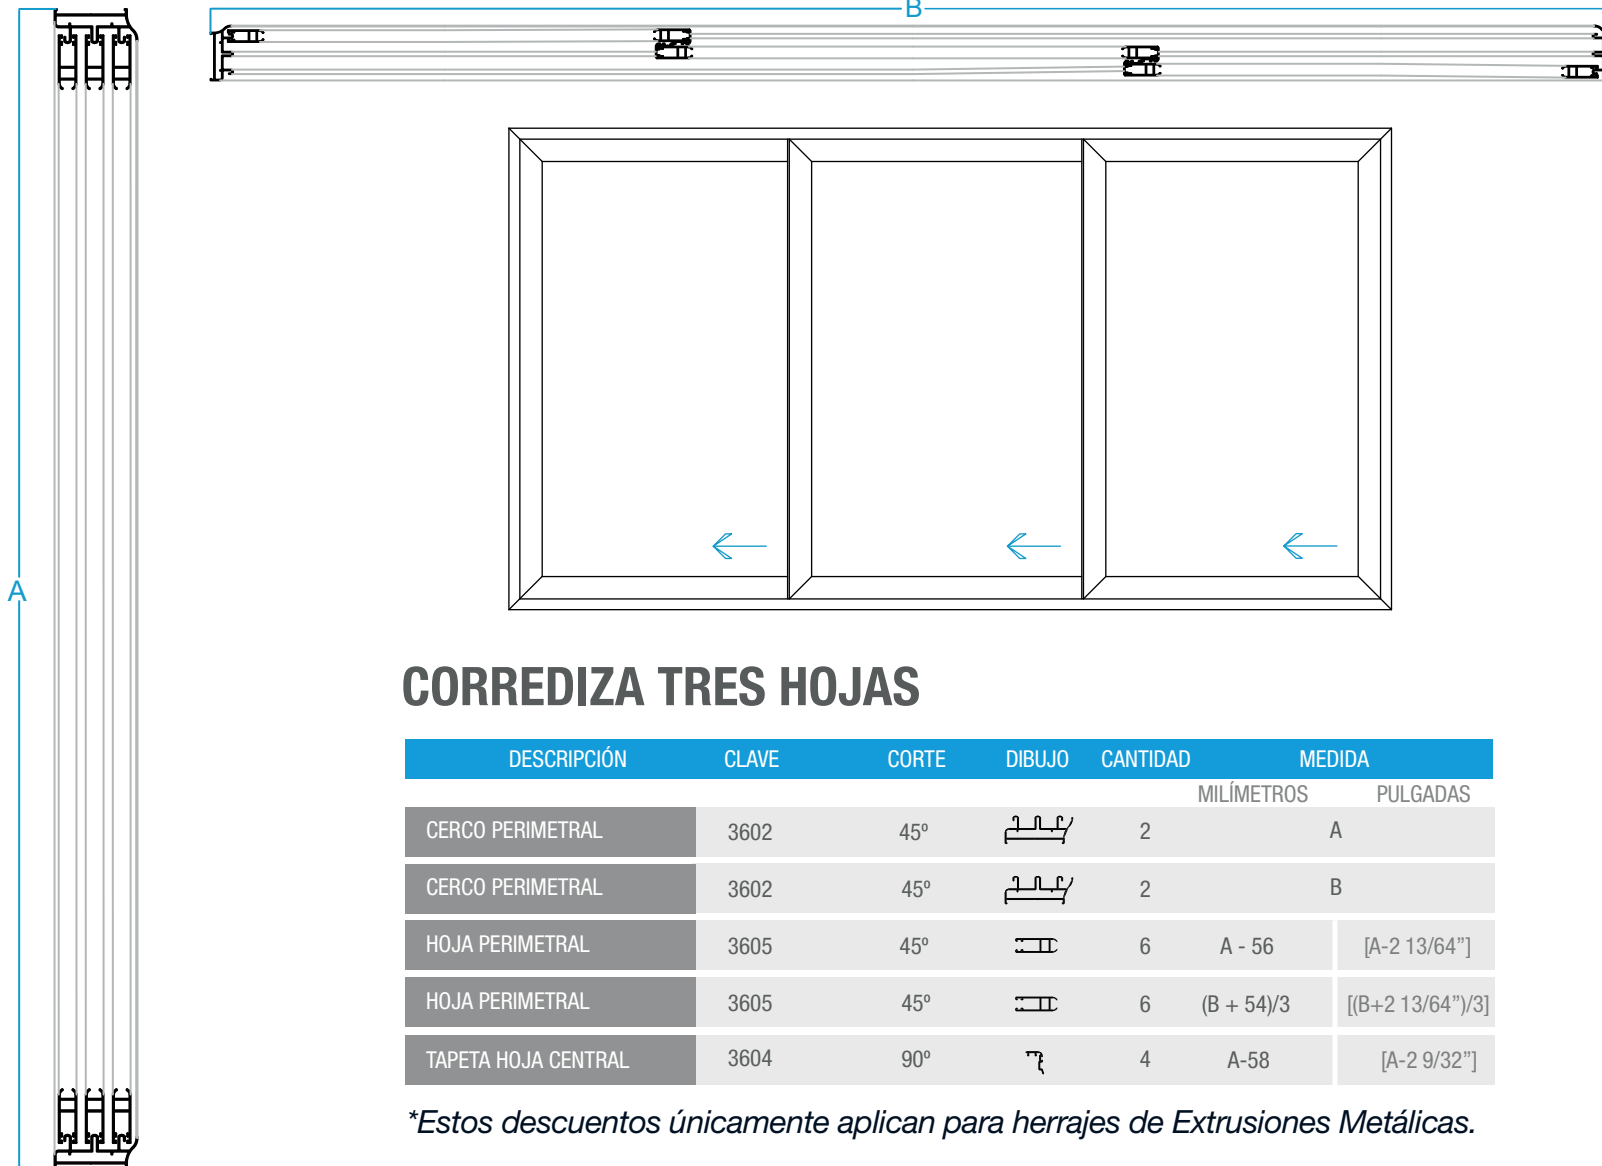 B
A
CORREDIZA TRES HOJAS
DESCRIPCIÓN CLAVE CORTE DIBUJO CANTIDAD MEDIDA
MILÍMETROS PULGADAS
CERCO PERIMETRAL 3602 45º 2 A
CERCO PERIMETRAL 3602 45º 2 B
HOJA PERIMETRAL 3605 45º 6 A - 56 [A-2 13/64”]
HOJA PERIMETRAL 3605 45º 6 (B + 54)/3 [(B+2 13/64”)/3]
TAPETA HOJA CENTRAL 3604 90º 4 A-58 [A-2 9/32”]
*Estos descuentos únicamente aplican para herrajes de Extrusiones Metálicas.